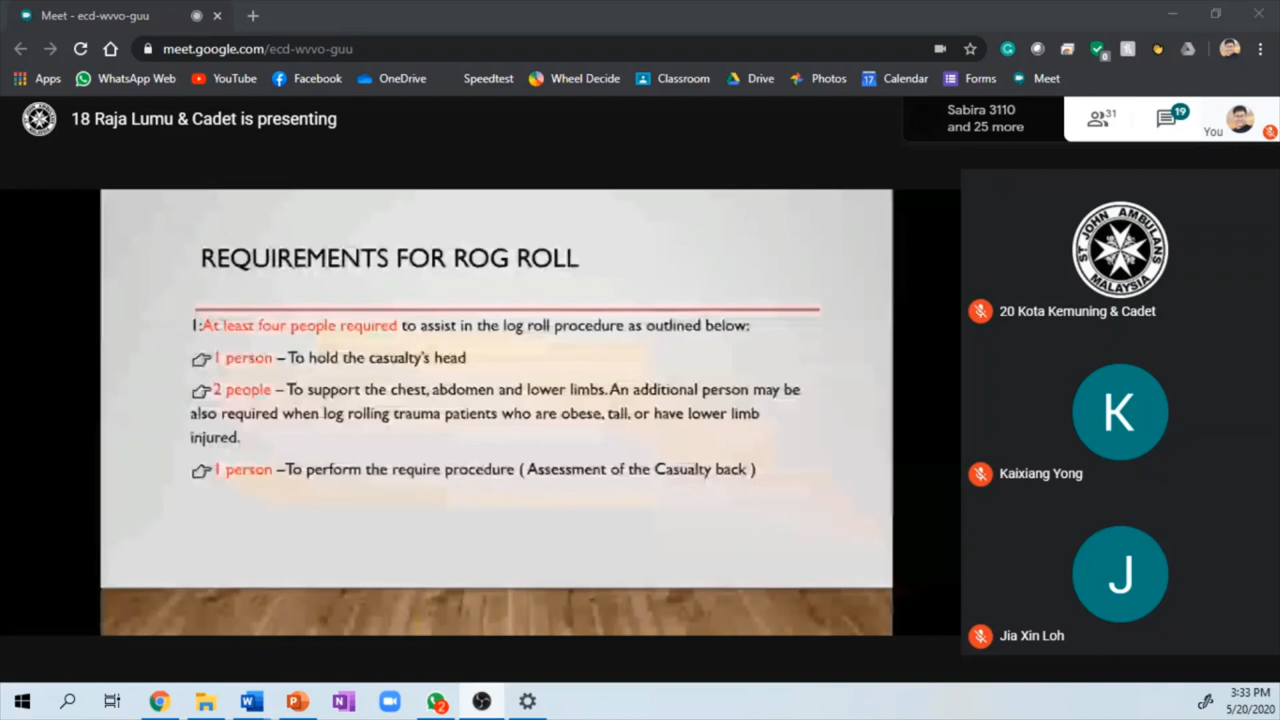 Meet - ecd-wvvo-guu
meet.google.com/ecd-wvvo-guu
Apps WhatsApp Web YouTube Facebook OneDrive Speedtest Wheel Decide Classroom Drive Photos 17 Calendar Forms Meet
18 Raja Lumu & Cadet is presenting
Sabira 3110
and 25 more
31
19
You
REQUIREMENTS FOR ROG ROLL
1:At least four people required to assist in the log roll procedure as outlined below:
1 person – To hold the casualty's head
2 people – To support the chest, abdomen and lower limbs. An additional person may be
also required when log rolling trauma patients who are obese, tall, or have lower limb
injured.
1 person –To perform the require procedure ( Assessment of the Casualty back )
ST JOHN AMBULANS
MALAYSIA
20 Kota Kemuning & Cadet
K
Kaixiang Yong
J
Jia Xin Loh
3:33 PM
5/20/2020